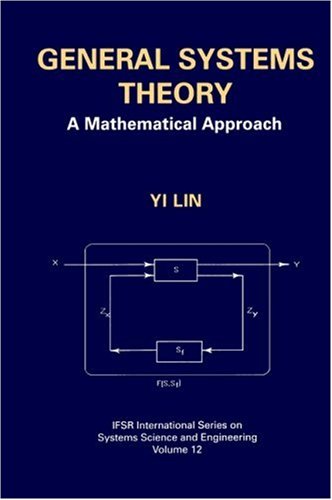 GENERAL SYSTEMS
THEORY
A Mathematical Approach
YI LIN
X
S
Y
Zx
Zy
Sf
F(S,Sf)
IFSR International Series on
Systems Science and Engineering
Volume 12